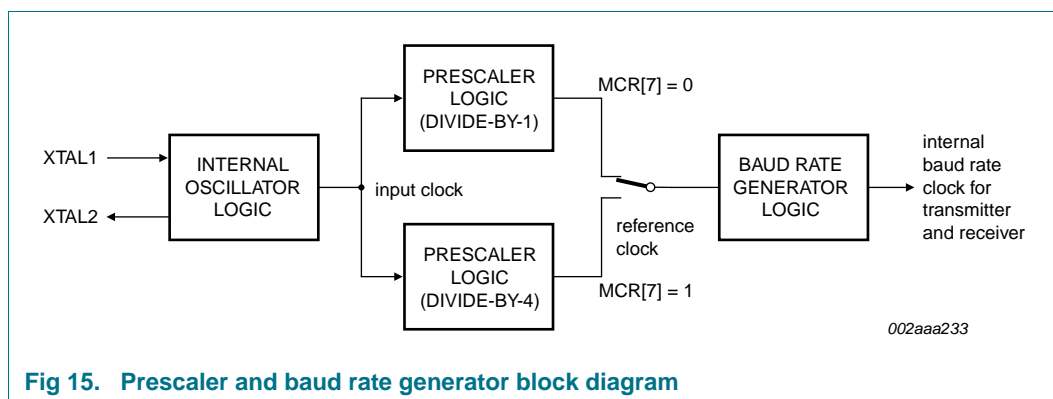 PRESCALER
LOGIC
(DIVIDE-BY-1)
MCR[7] = 0
XTAL1
XTAL2
INTERNAL
OSCILLATOR
LOGIC
input clock
BAUD RATE
GENERATOR
LOGIC
internal
baud rate
clock for
transmitter
and receiver
reference
clock
PRESCALER
LOGIC
(DIVIDE-BY-4)
MCR[7] = 1
002aaa233
Fig 15. Prescaler and baud rate generator block diagram